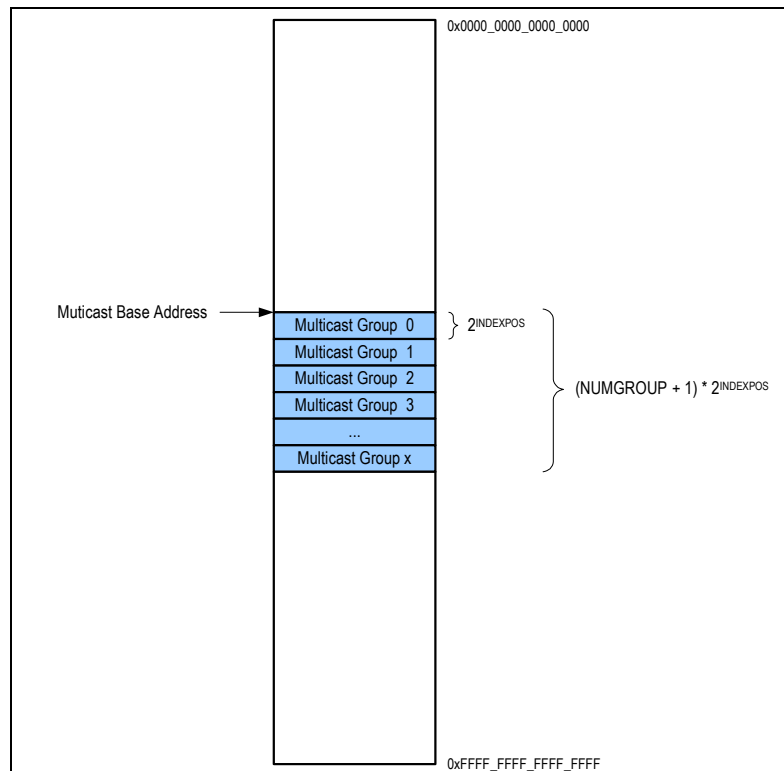 0x0000_0000_0000_0000
Muticast Base Address
Multicast Group 0
2INDEXPOS
Multicast Group 1
Multicast Group 2
Multicast Group 3
(NUMGROUP + 1) * 2INDEXPOS
...
Multicast Group x
0xFFFF_FFFF_FFFF_FFFF